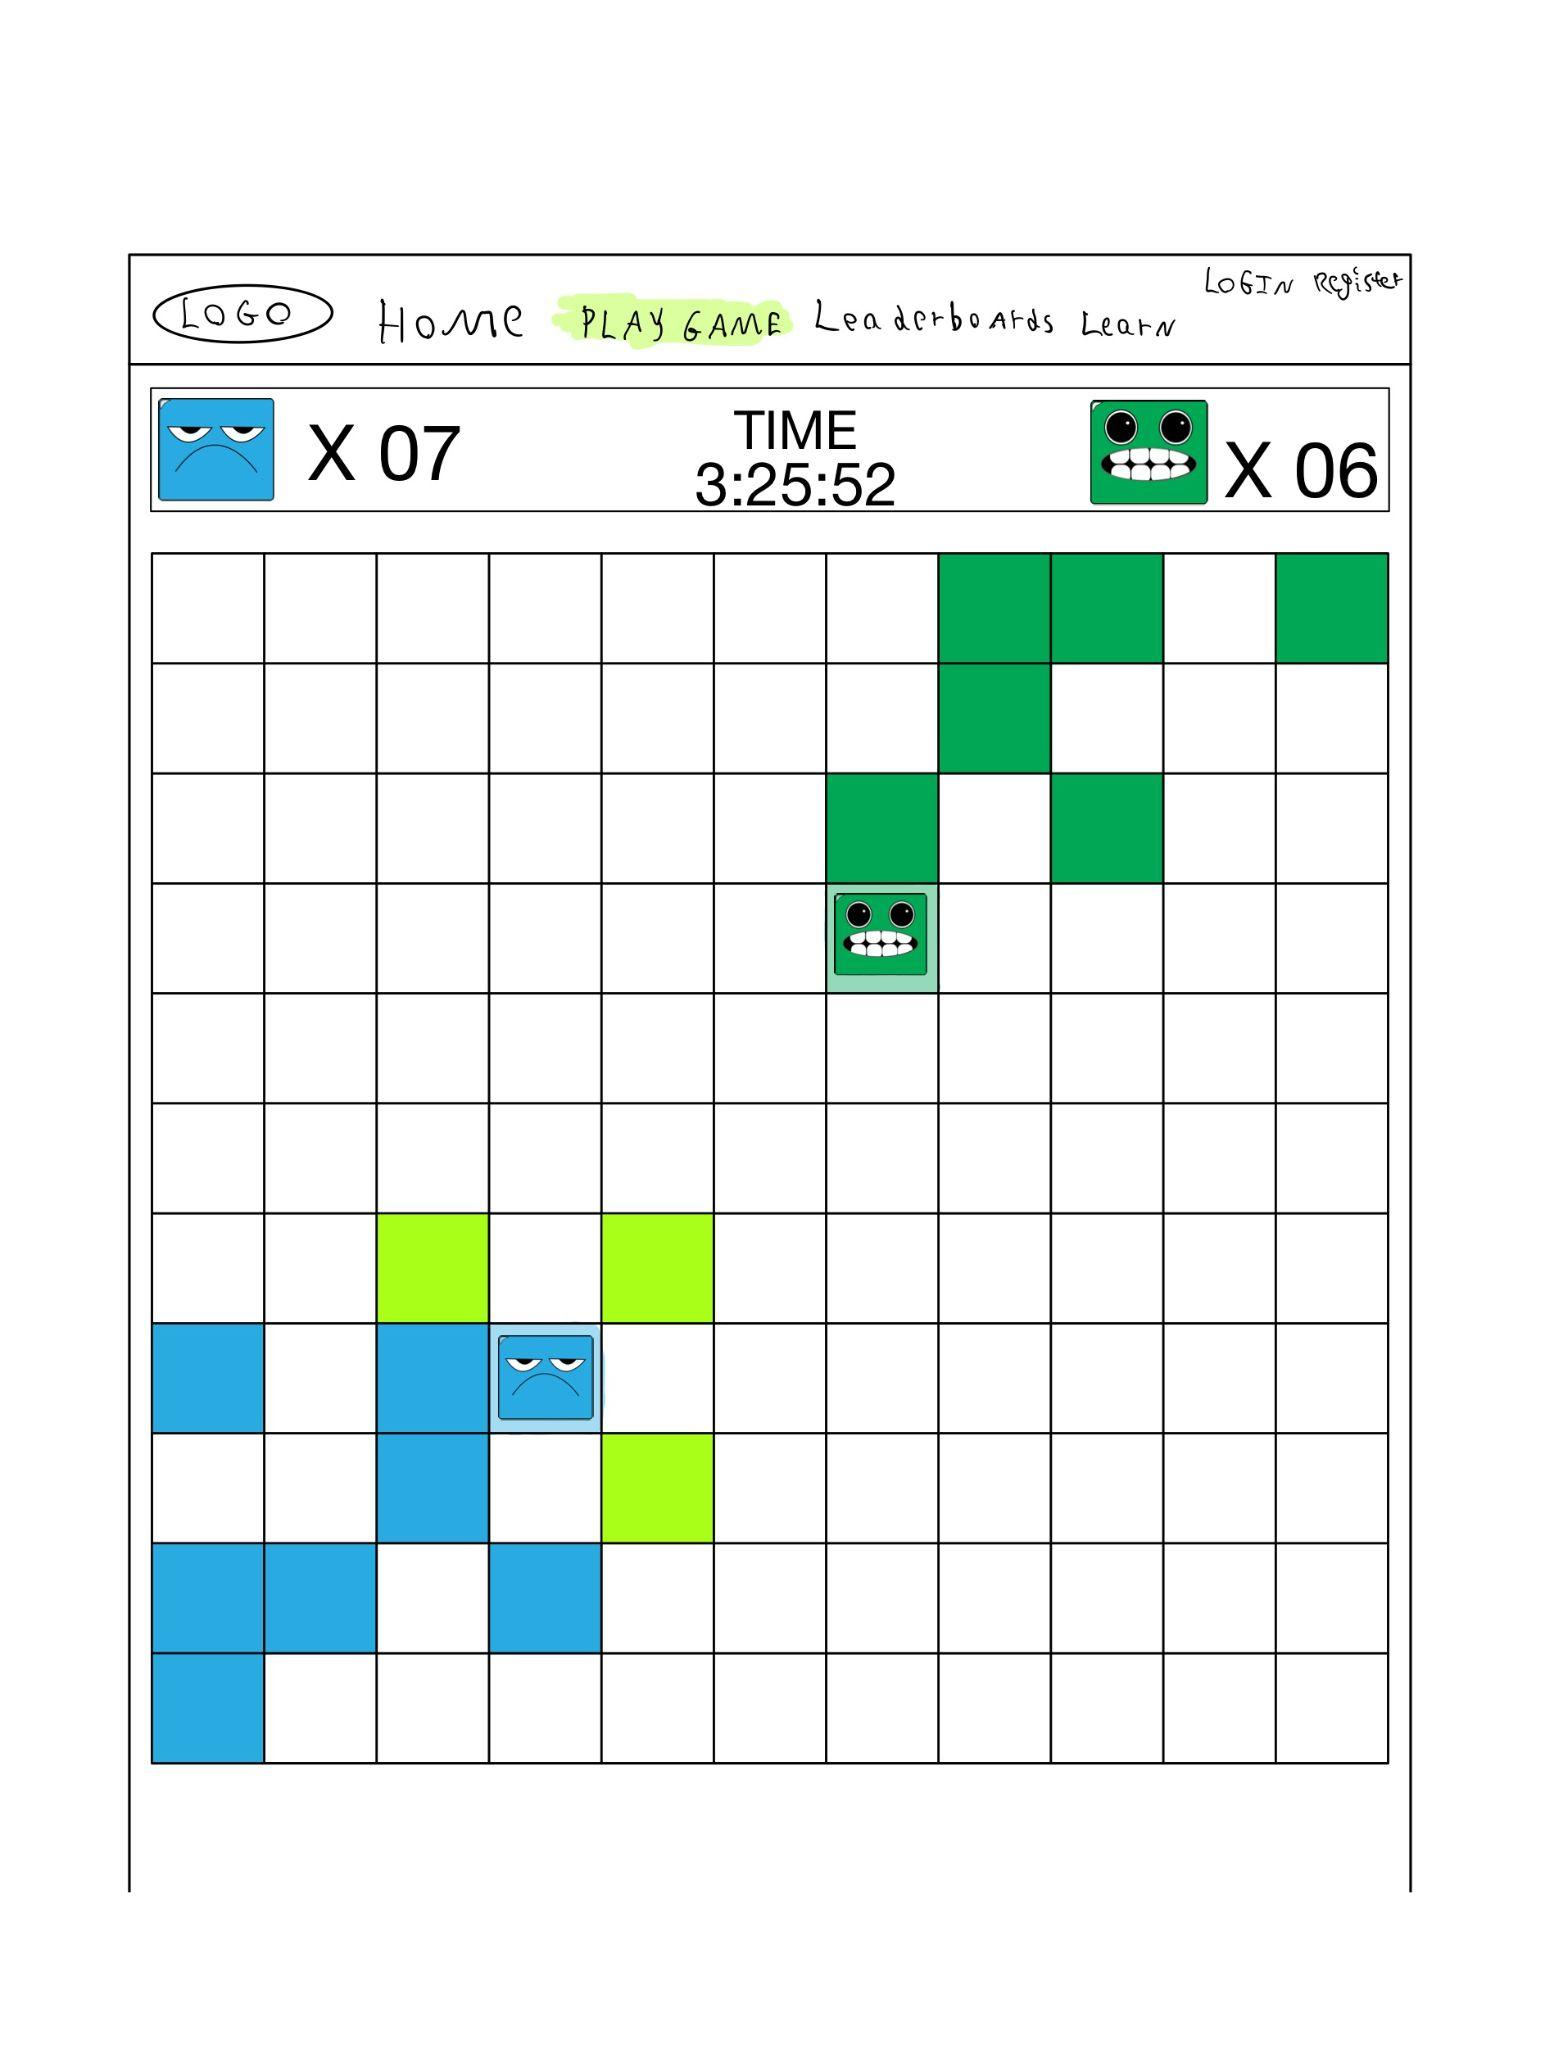 LOGO HOME PLAY GAME Leaderboards Learn LOGIN Register
X 07
TIME
3:25:52
X 06